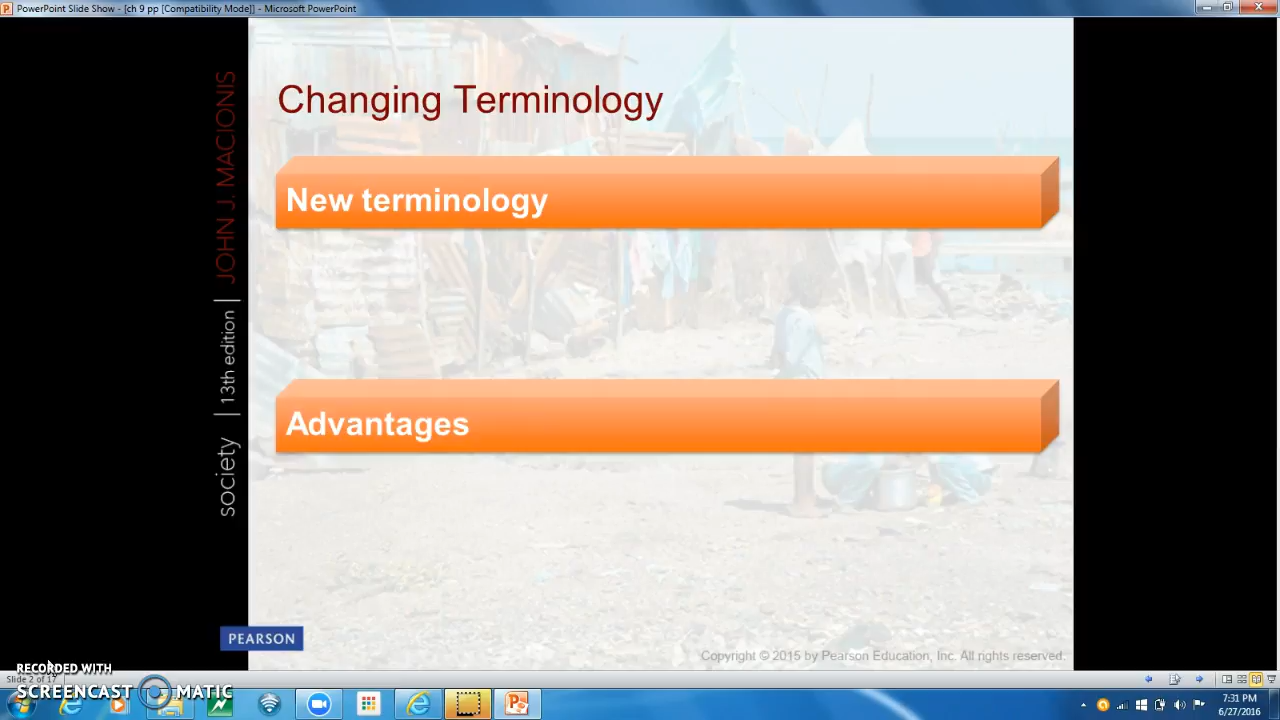 PowerPoint Slide Show - [ch 9 pp [Compatibility Mode]] - Microsoft PowerPoint
Changing Terminology
New terminology
Advantages
society | 13th edition | JOHN J. MACIONIS
PEARSON
Copyright © 2015 by Pearson Education, Inc. All rights reserved.
RECORDED WITH
SCREENCAST MATIC
Slide 2 of 17
7:31 PM
6/27/2016